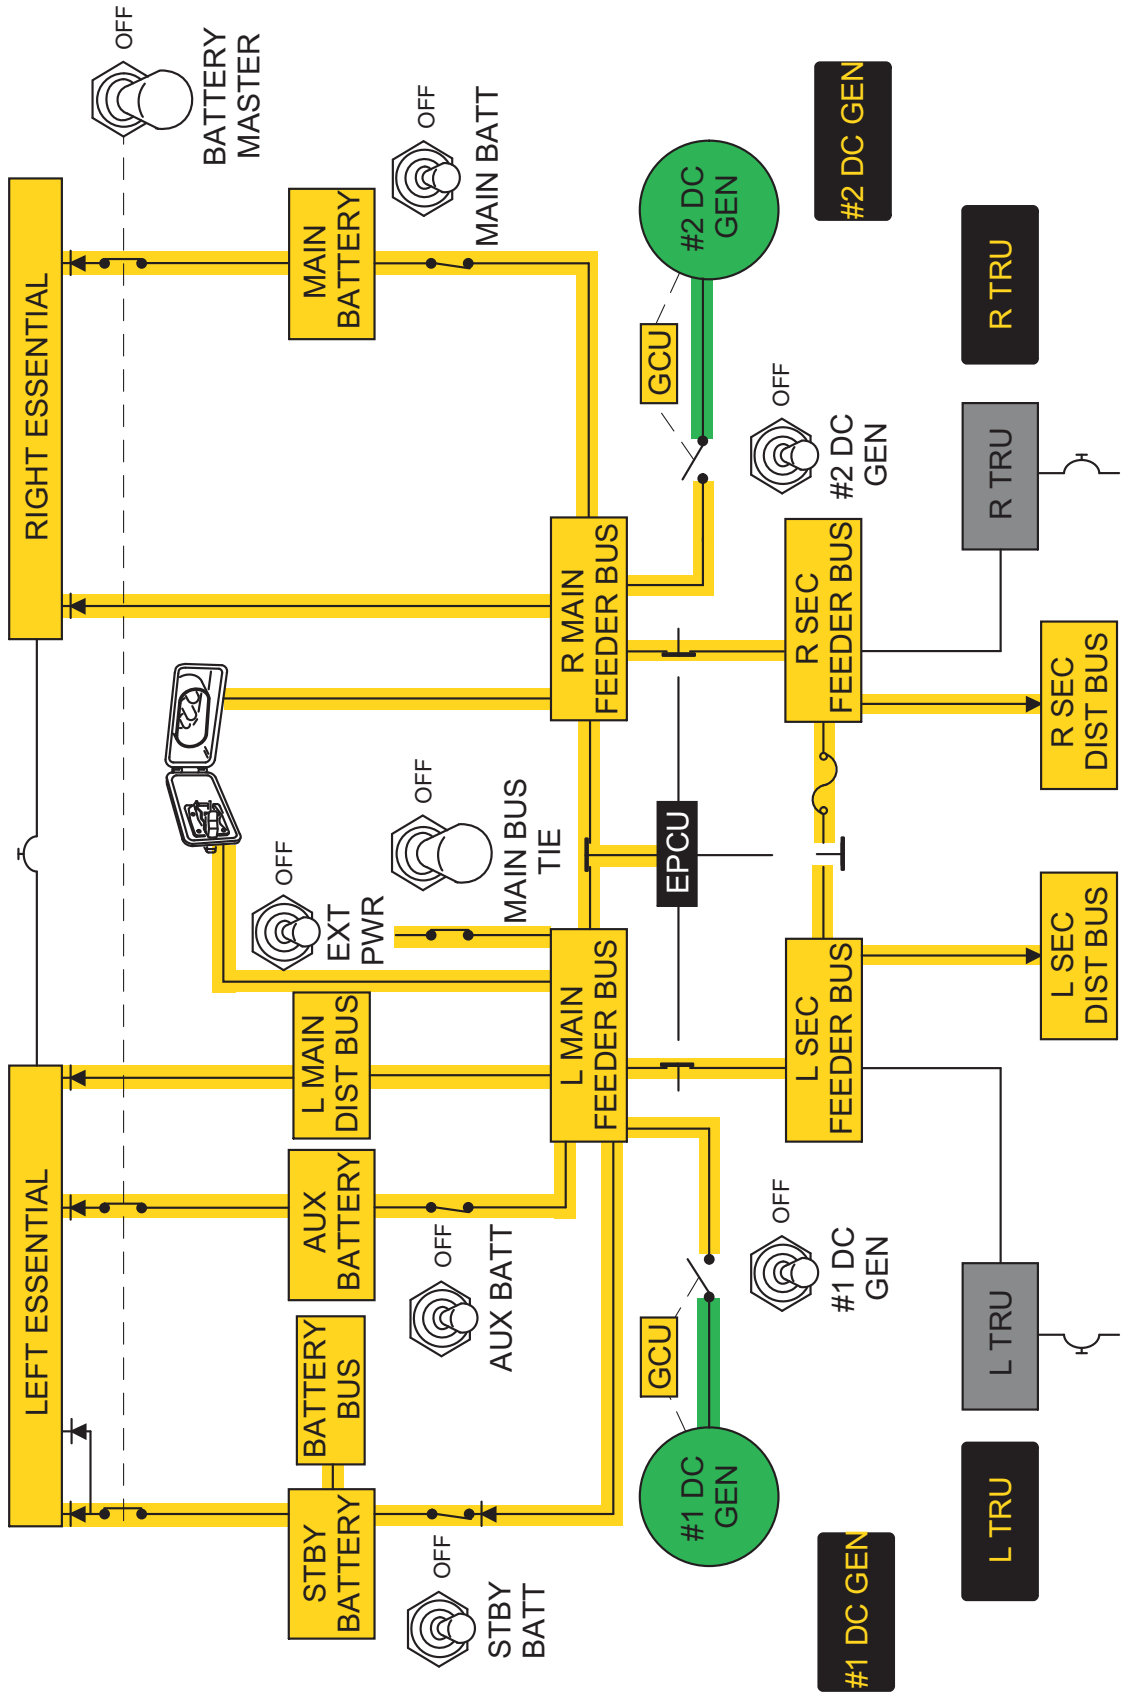 LEFT ESSENTIAL
RIGHT ESSENTIAL
OFF
BATTERY
MASTER
STBY
BATTERY
BATTERY
BUS
AUX
BATTERY
L MAIN
DIST BUS
EXT
PWR
OFF
MAIN
BATTERY
OFF
STBY
BATT
OFF
AUX BATT
OFF
MAIN BUS
TIE
OFF
MAIN BATT
OFF
L MAIN
FEEDER BUS
R MAIN
FEEDER BUS
#1 DC
GEN
GCU
EPCU
GCU
#2 DC
GEN
OFF
#1 DC
GEN
L SEC
FEEDER BUS
R SEC
FEEDER BUS
OFF
#2 DC
GEN
#1 DC GEN
#2 DC GEN
L TRU
L TRU
L SEC
DIST BUS
R SEC
DIST BUS
R TRU
R TRU